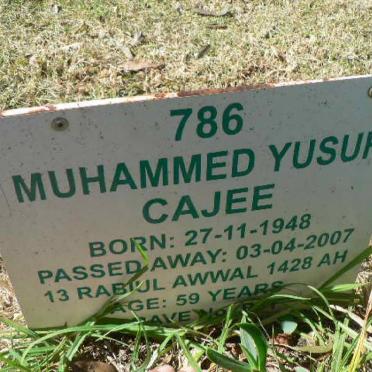 786
MUHAMMED YUSUF
CAJEE
BORN: 27-11-1948
PASSED AWAY: 03-04-2007
13 RABIUL AWWAL 1428 AH
AGE: 59 YEARS